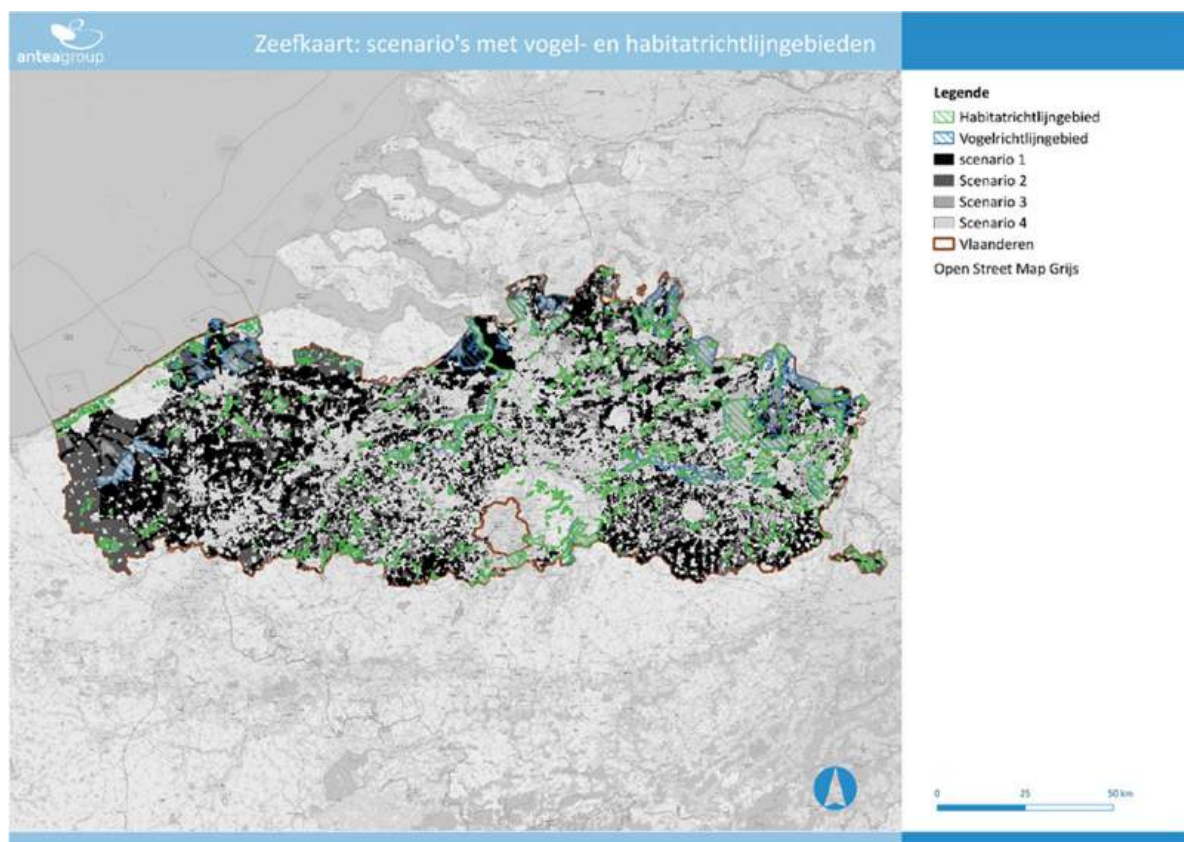 anteagroup
Zeefkaart: scenario's met vogel- en habitatrichtlijngebieden
Legende
Habitatrichtlijngebied
Vogelrichtlijngebied
scenario 1
Scenario 2
Scenario 3
Scenario 4
Vlaanderen
Open Street Map Grijs
0 25 50 km